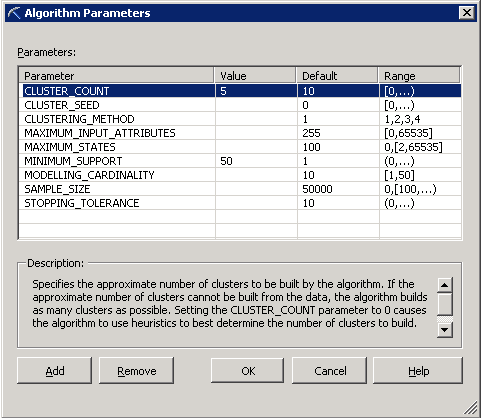 Algorithm Parameters
Parameters:
Parameter Value Default Range
CLUSTER_COUNT 5 10 [0,...)
CLUSTER_SEED 0 [0,...)
CLUSTERING_METHOD 1 1,2,3,4
MAXIMUM_INPUT_ATTRIBUTES 255 [0,65535]
MAXIMUM_STATES 100 0,[2,65535]
MINIMUM_SUPPORT 50 1 (0,...)
MODELLING_CARDINALITY 10 [1,50]
SAMPLE_SIZE 50000 0,[100,...)
STOPPING_TOLERANCE 10 (0,...)
Description:
Specifies the approximate number of clusters to be built by the algorithm. If the
approximate number of clusters cannot be built from the data, the algorithm builds
as many clusters as possible. Setting the CLUSTER_COUNT parameter to 0 causes
the algorithm to use heuristics to best determine the number of clusters to build.
Add Remove OK Cancel Help